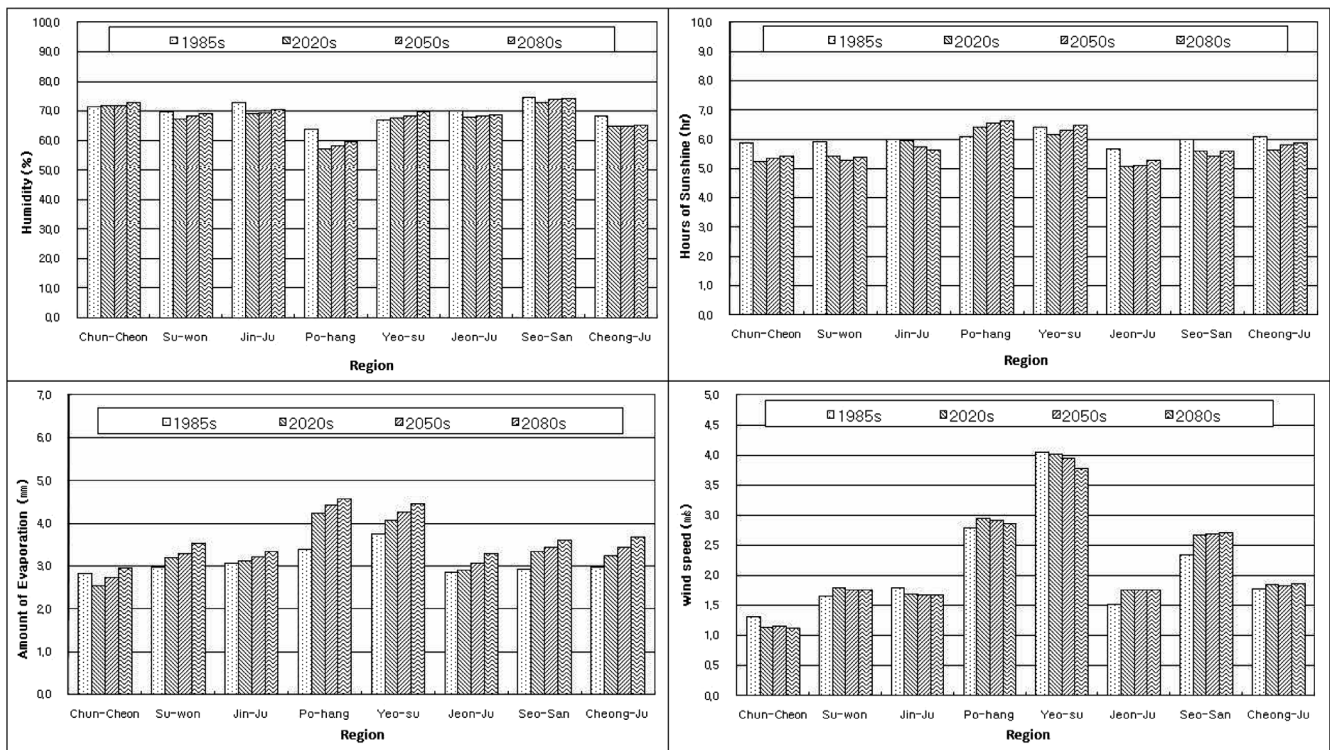 100,0
90,0
80,0
70,0
60,0
50,0
40,0
30,0
20,0
10,0
0,0
Humidity (%)
1985s 2020s 2050s 2080s
Chun-Cheon Su-won Jin-Ju Po-hang Yeo-su Jeon-Ju Seo-San Cheong-Ju
Region
10,0
9,0
8,0
7,0
6,0
5,0
4,0
3,0
2,0
1,0
0,0
Hours of Sunshine (hr)
1985s 2020s 2050s 2080s
Chun-Cheon Su-won Jin-Ju Po-hang Yeo-su Jeon-Ju Seo-San Cheong-Ju
Region
7,0
6,0
5,0
4,0
3,0
2,0
1,0
0,0
Amount of Evaporation (㎜)
1985s 2020s 2050s 2080s
Chun-Cheon Su-won Jin-Ju Po-hang Yeo-su Jeon-Ju Seo-San Cheong-Ju
Region
5,0
4,5
4,0
3,5
3,0
2,5
2,0
1,5
1,0
0,5
0,0
wind speed (㎧)
1985s 2020s 2050s 2080s
Chun-Cheon Su-won Jin-Ju Po-hang Yeo-su Jeon-Ju Seo-San Cheong-Ju
Region